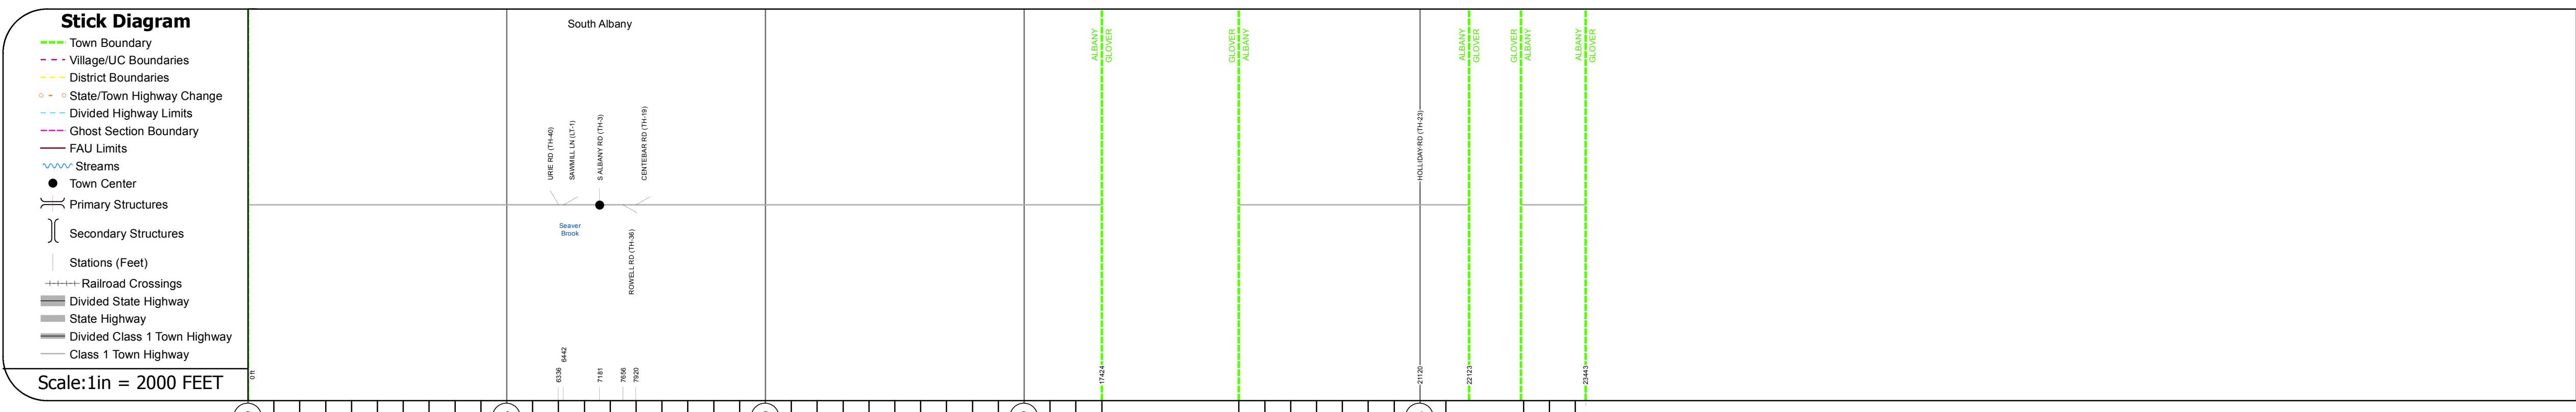 Stick Diagram
Town Boundary
Village/UC Boundaries
District Boundaries
State/Town Highway Change
Divided Highway Limits
Ghost Section Boundary
FAU Limits
Streams
Town Center
Primary Structures
Secondary Structures
Stations (Feet)
Railroad Crossings
Divided State Highway
State Highway
Divided Class 1 Town Highway
Class 1 Town Highway
Scale:1in = 2000 FEET
South Albany
ALBANY
GLOVER
GLOVER
ALBANY
ALBANY
GLOVER
GLOVER
ALBANY
ALBANY
GLOVER
URIE RD (TH-40)
SAWMILL LN (LT-1)
S ALBANY RD (TH-3)
CENTEBAR RD (TH-19)
HOLLIDAY RD (TH-23)
Seaver
Brook
ROWELL RD (TH-36)
0 ft
6336
6442
7181
7656
7920
17424
21120
22123
23443